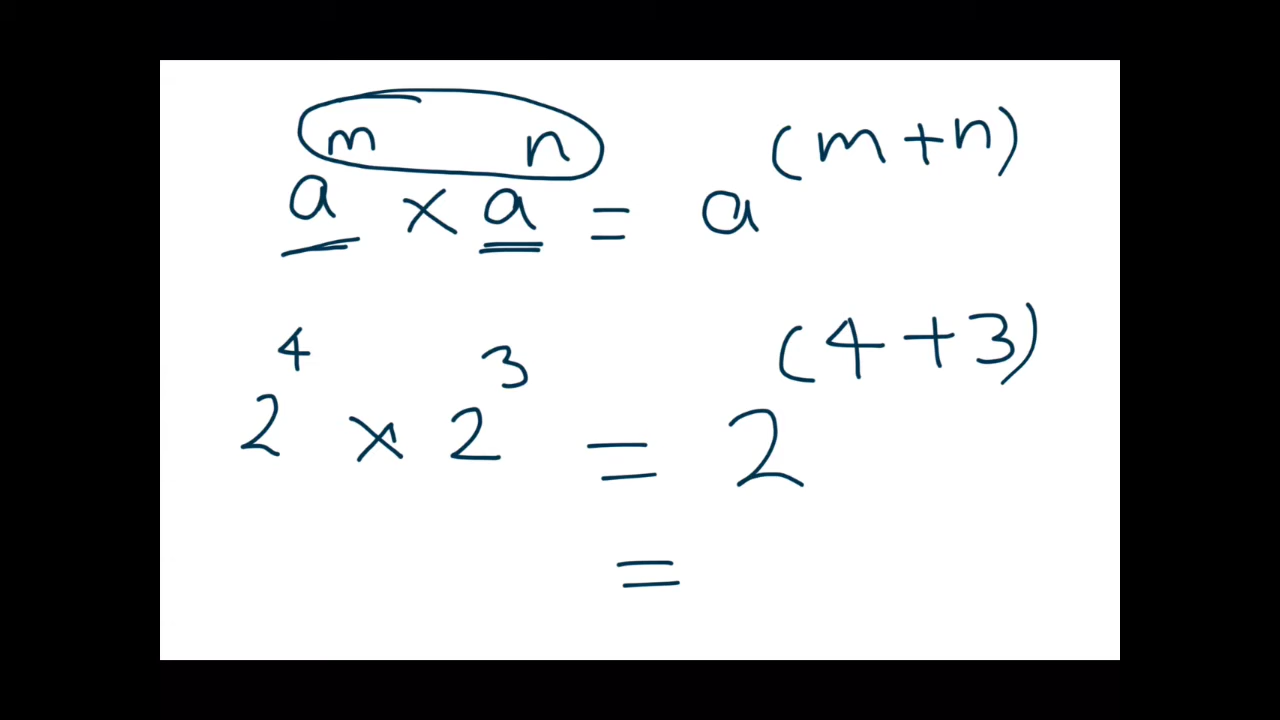 a^m × a^n = a^(m+n)
2^4 × 2^3 = 2^(4+3)
=